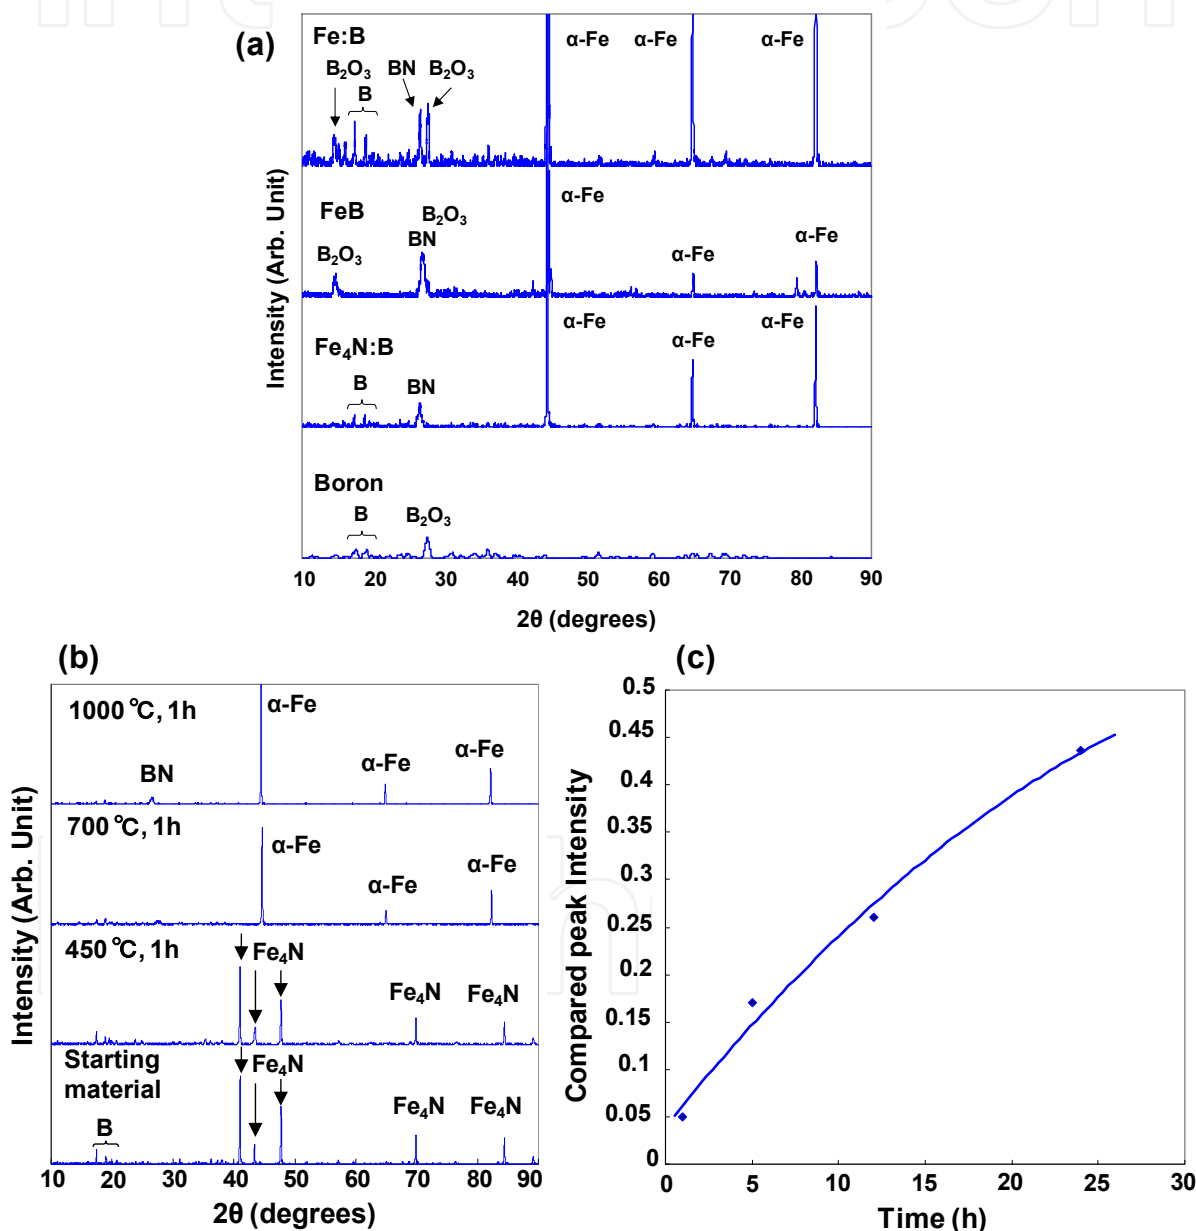 (a)
Fe:B
B₂O₃
B
BN
B₂O₃
α-Fe
α-Fe
α-Fe
FeB
B₂O₃
B₂O₃
BN
α-Fe
α-Fe
α-Fe
Fe₄N:B
B
BN
α-Fe
α-Fe
α-Fe
Boron
B
B₂O₃
Intensity (Arb. Unit)
10 20 30 40 50 60 70 80 90
2θ (degrees)
(b)
1000 ℃, 1h
BN
α-Fe
α-Fe
α-Fe
700 ℃, 1h
α-Fe
α-Fe
α-Fe
450 ℃, 1h
Fe₄N
Fe₄N
Fe₄N
Starting
material
B
Fe₄N
Fe₄N
Fe₄N
Intensity (Arb. Unit)
10 20 30 40 50 60 70 80 90
2θ (degrees)
(c)
0.5
0.45
0.4
0.35
0.3
0.25
0.2
0.15
0.1
0.05
0
Compared peak Intensity
0 5 10 15 20 25 30
Time (h)